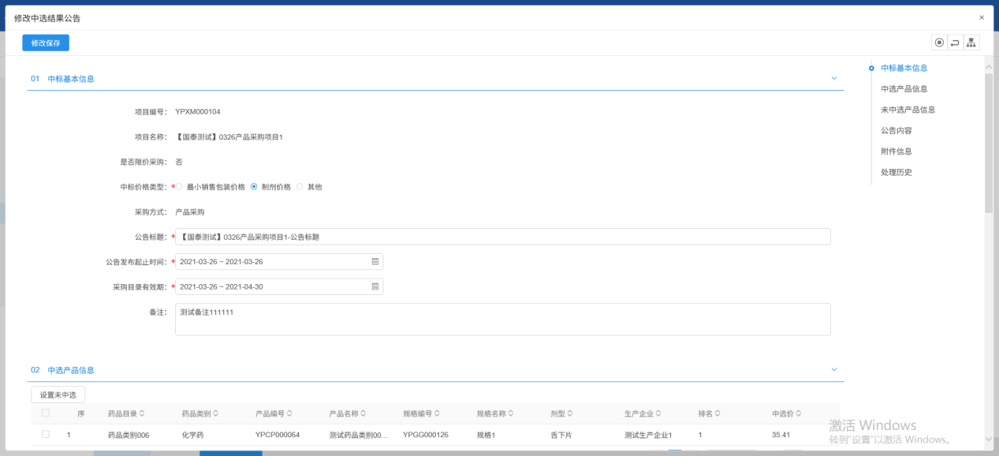 修改中选结果公告
×
修改保存
01 中标基本信息
项目编号： YPXM000104
项目名称： 【国泰测试】0326产品采购项目1
是否限价采购： 否
中标价格类型： * 最小销售包装价格 制剂价格 其他
采购方式： 产品采购
公告标题： * 【国泰测试】0326产品采购项目1-公告标题
公告发布起止时间： * 2021-03-26 ~ 2021-03-26
采购目录有效期： * 2021-03-26 ~ 2021-04-30
备注： 测试备注111111
02 中选产品信息
设置未中选
序 药品目录 药品类别 产品编号 产品名称 规格编号 规格名称 剂型 生产企业 排名 中选价
1 药品类别006 化学药 YPCP000064 测试药品类别00... YPGG000126 规格1 舌下片 测试生产企业1 1 35.41
中标基本信息
中选产品信息
未中选产品信息
公告内容
附件信息
处理历史
激活 Windows
转到"设置"以激活 Windows。